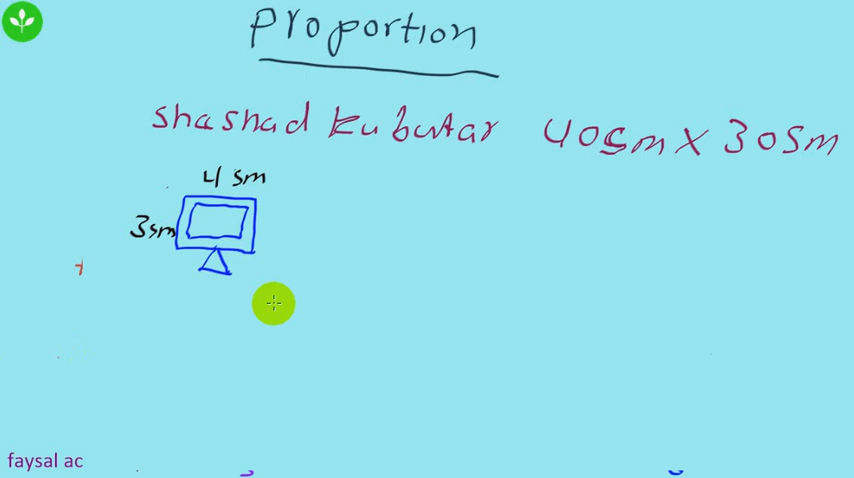 Proportion
shashad kubutar 40sm x 30sm
4 sm
3sm
faysal ac